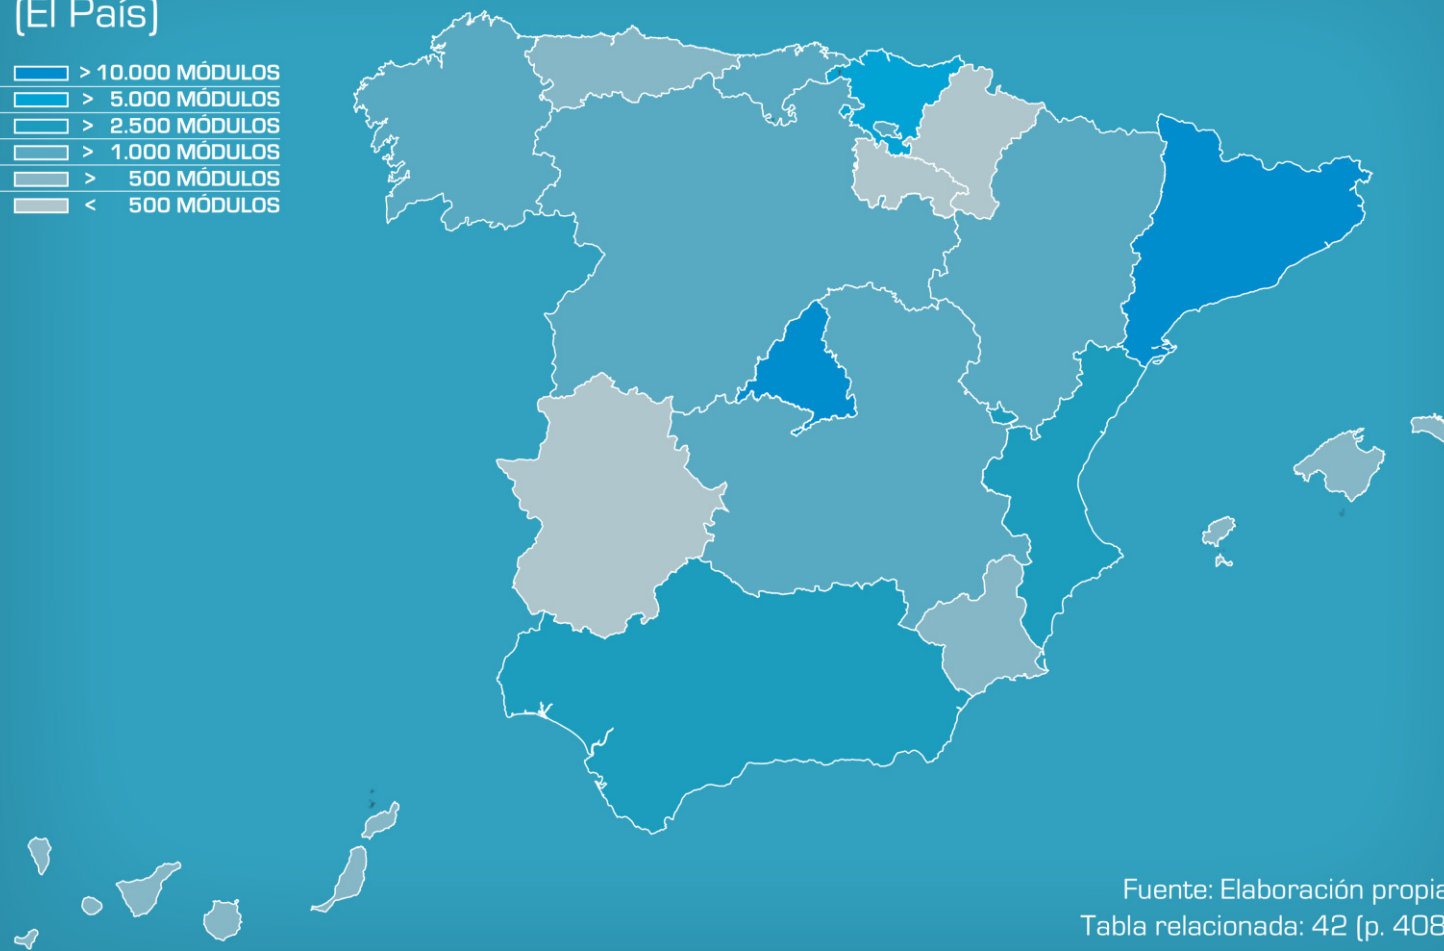 (El País)
> 10.000 MÓDULOS
> 5.000 MÓDULOS
> 2.500 MÓDULOS
> 1.000 MÓDULOS
> 500 MÓDULOS
< 500 MÓDULOS
Fuente: Elaboración propia
Tabla relacionada: 42 (p. 408